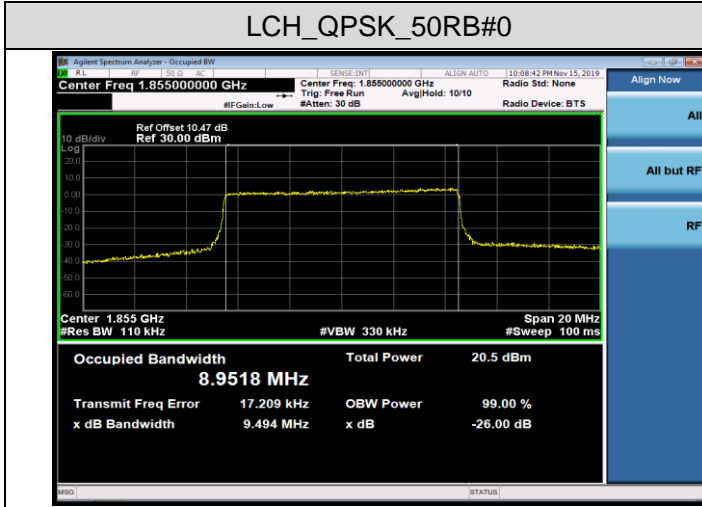 LCH_QPSK_50RB#0
Agilent Spectrum Analyzer - Occupied BW
RL RF 50 Ω AC SENSE:INT ALIGN AUTO 10:08:42 PM Nov 15, 2019
Center Freq 1.855000000 GHz
Center Freq: 1.855000000 GHz
Radio Std: None
Trig: Free Run Avg|Hold: 10/10
#IFGain:Low #Atten: 30 dB Radio Device: BTS
Align Now
All
All but RF
RF
Ref Offset 10.47 dB
10 dB/div Ref 30.00 dBm
Log
20.0
10.0
0.00
-10.0
-20.0
-30.0
-40.0
-50.0
-60.0
Center 1.855 GHz Span 20 MHz
#Res BW 110 kHz #VBW 330 kHz #Sweep 100 ms
Occupied Bandwidth Total Power 20.5 dBm
8.9518 MHz
Transmit Freq Error 17.209 kHz OBW Power 99.00 %
x dB Bandwidth 9.494 MHz x dB -26.00 dB
MSG STATUS